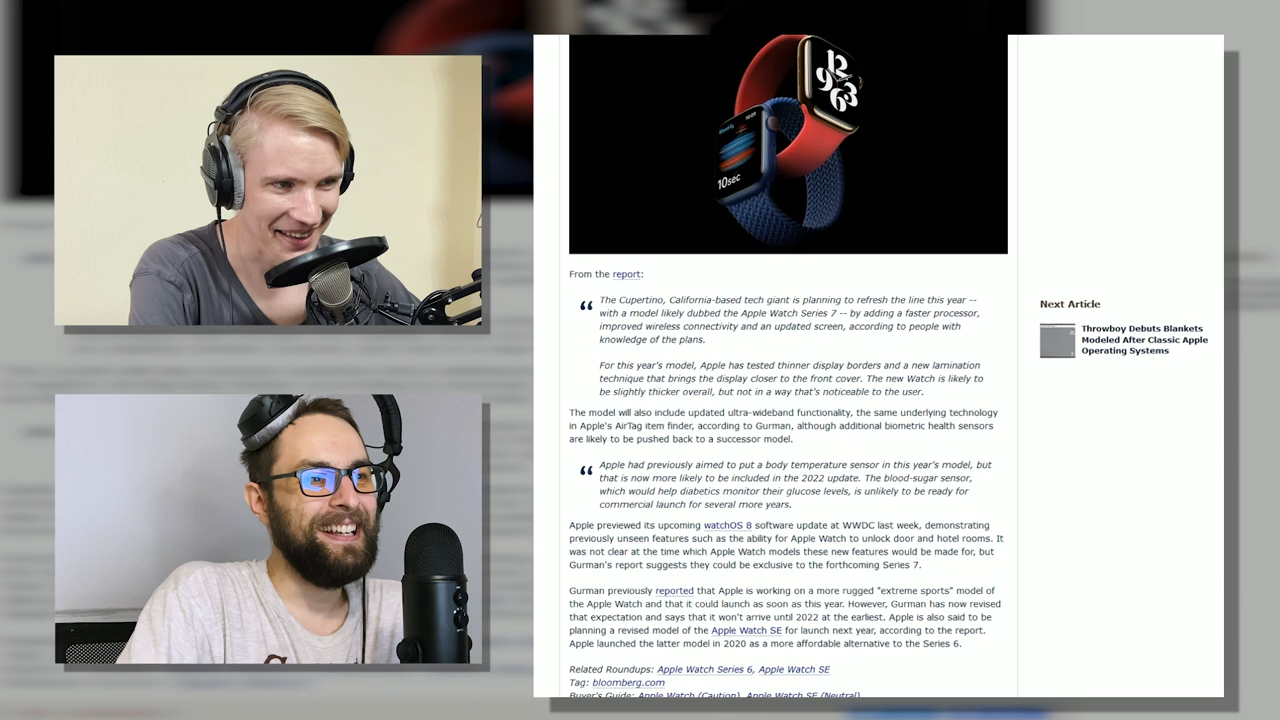 12
9
63
10sec
From the report:
“ The Cupertino, California-based tech giant is planning to refresh the line this year --
with a model likely dubbed the Apple Watch Series 7 -- by adding a faster processor,
improved wireless connectivity and an updated screen, according to people with
knowledge of the plans.
For this year's model, Apple has tested thinner display borders and a new lamination
technique that brings the display closer to the front cover. The new Watch is likely to
be slightly thicker overall, but not in a way that's noticeable to the user.
The model will also include updated ultra-wideband functionality, the same underlying technology
in Apple's AirTag item finder, according to Gurman, although additional biometric health sensors
are likely to be pushed back to a successor model.
“ Apple had previously aimed to put a body temperature sensor in this year's model, but
that is now more likely to be included in the 2022 update. The blood-sugar sensor,
which would help diabetics monitor their glucose levels, is unlikely to be ready for
commercial launch for several more years.
Apple previewed its upcoming watchOS 8 software update at WWDC last week, demonstrating
previously unseen features such as the ability for Apple Watch to unlock door and hotel rooms. It
was not clear at the time which Apple Watch models these new features would be made for, but
Gurman's report suggests they could be exclusive to the forthcoming Series 7.
Gurman previously reported that Apple is working on a more rugged "extreme sports" model of
the Apple Watch and that it could launch as soon as this year. However, Gurman has now revised
that expectation and says that it won't arrive until 2022 at the earliest. Apple is also said to be
planning a revised model of the Apple Watch SE for launch next year, according to the report.
Apple launched the latter model in 2020 as a more affordable alternative to the Series 6.
Related Roundups: Apple Watch Series 6, Apple Watch SE
Tag: bloomberg.com
Buyer's Guide: Apple Watch (Caution), Apple Watch SE (Neutral)
Next Article
Throwboy Debuts Blankets
Modeled After Classic Apple
Operating Systems